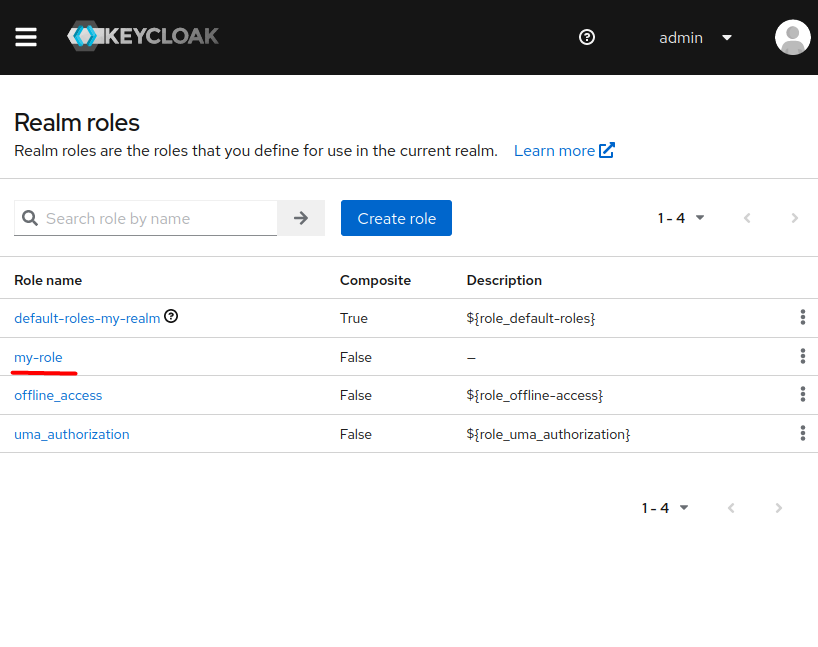 KEYCLOAK
admin
Realm roles
Realm roles are the roles that you define for use in the current realm. Learn more
Search role by name
Create role
1 - 4
Role name Composite Description
default-roles-my-realm True ${role_default-roles}
my-role False –
offline_access False ${role_offline-access}
uma_authorization False ${role_uma_authorization}
1 - 4